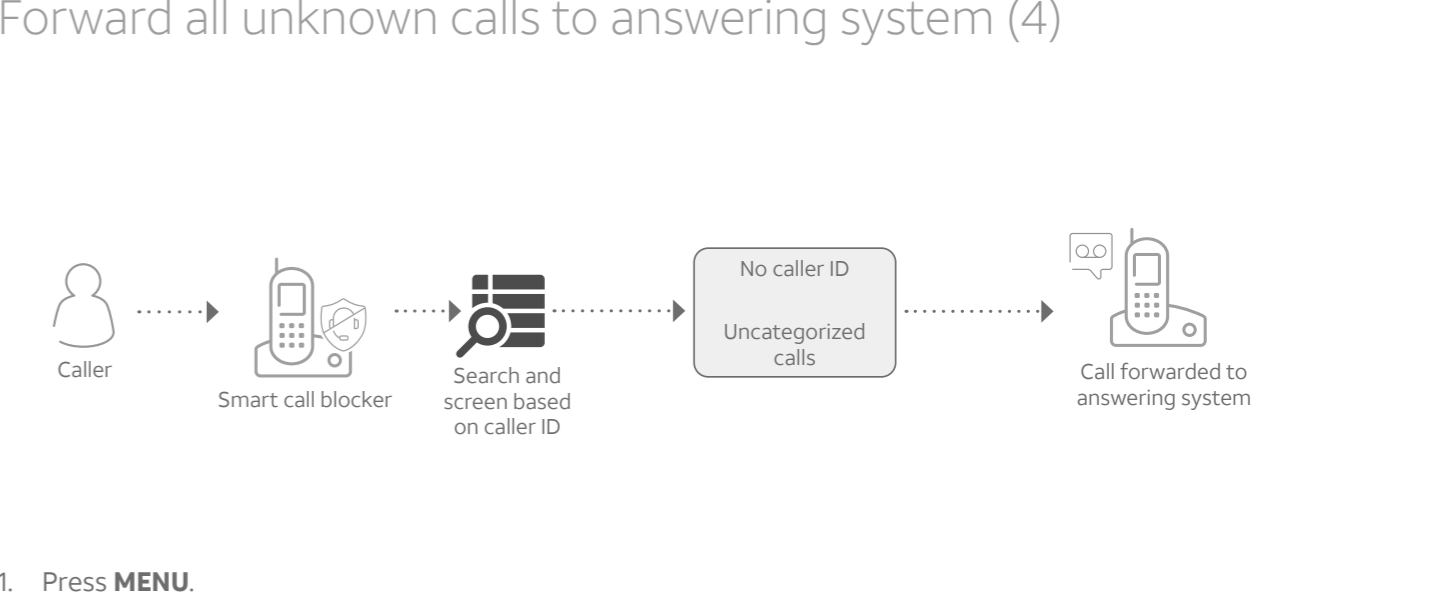 Forward all unknown calls to answering system (4)
Caller
Smart call blocker
Search and
screen based
on caller ID
No caller ID
Uncategorized
calls
Call forwarded to
answering system
1. Press MENU.